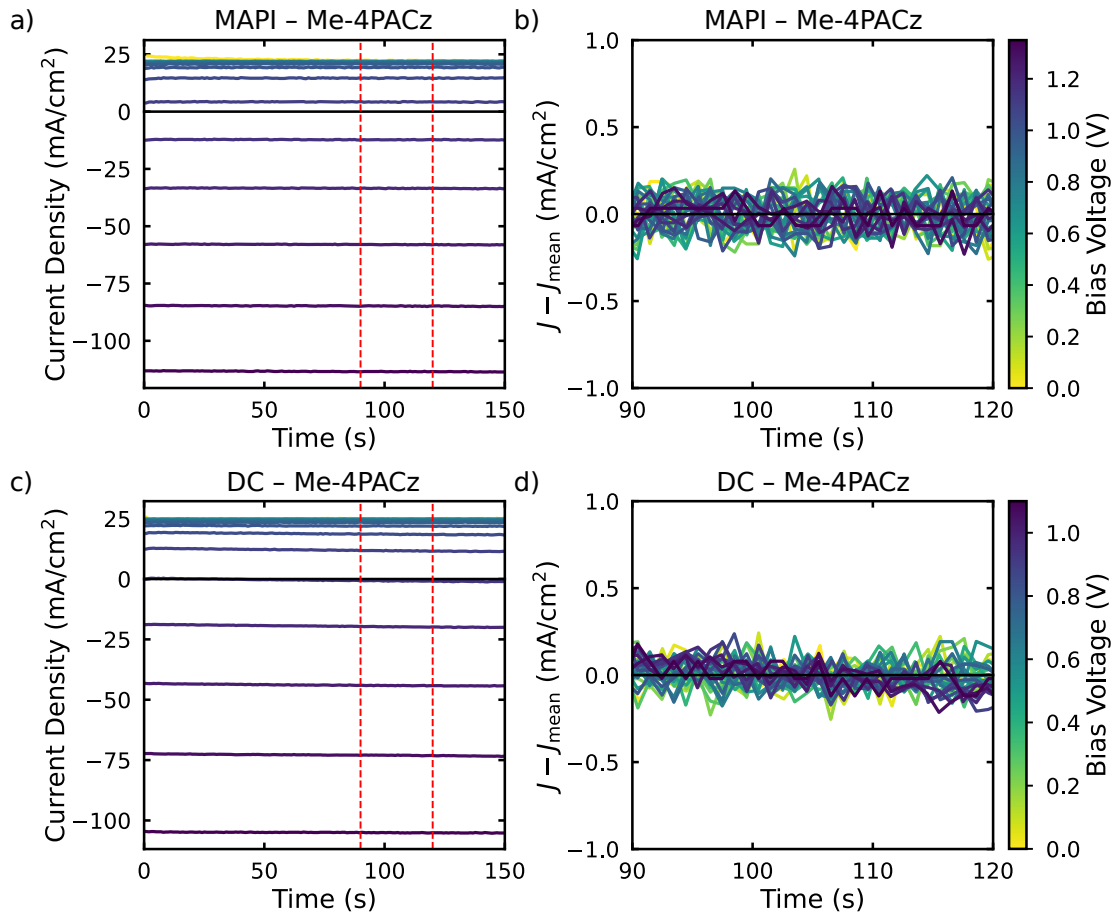 a)
MAPI – Me-4PACz
25
0
−25
−50
−75
−100
Current Density (mA/cm²)
0
50
100
150
Time (s)
b)
MAPI – Me-4PACz
1.0
0.5
0.0
−0.5
−1.0
J − J_mean (mA/cm²)
90
100
110
120
Time (s)
1.2
1.0
0.8
0.6
0.4
0.2
0.0
Bias Voltage (V)
c)
DC – Me-4PACz
25
0
−25
−50
−75
−100
Current Density (mA/cm²)
0
50
100
150
Time (s)
d)
DC – Me-4PACz
1.0
0.5
0.0
−0.5
−1.0
J − J_mean (mA/cm²)
90
100
110
120
Time (s)
1.0
0.8
0.6
0.4
0.2
0.0
Bias Voltage (V)